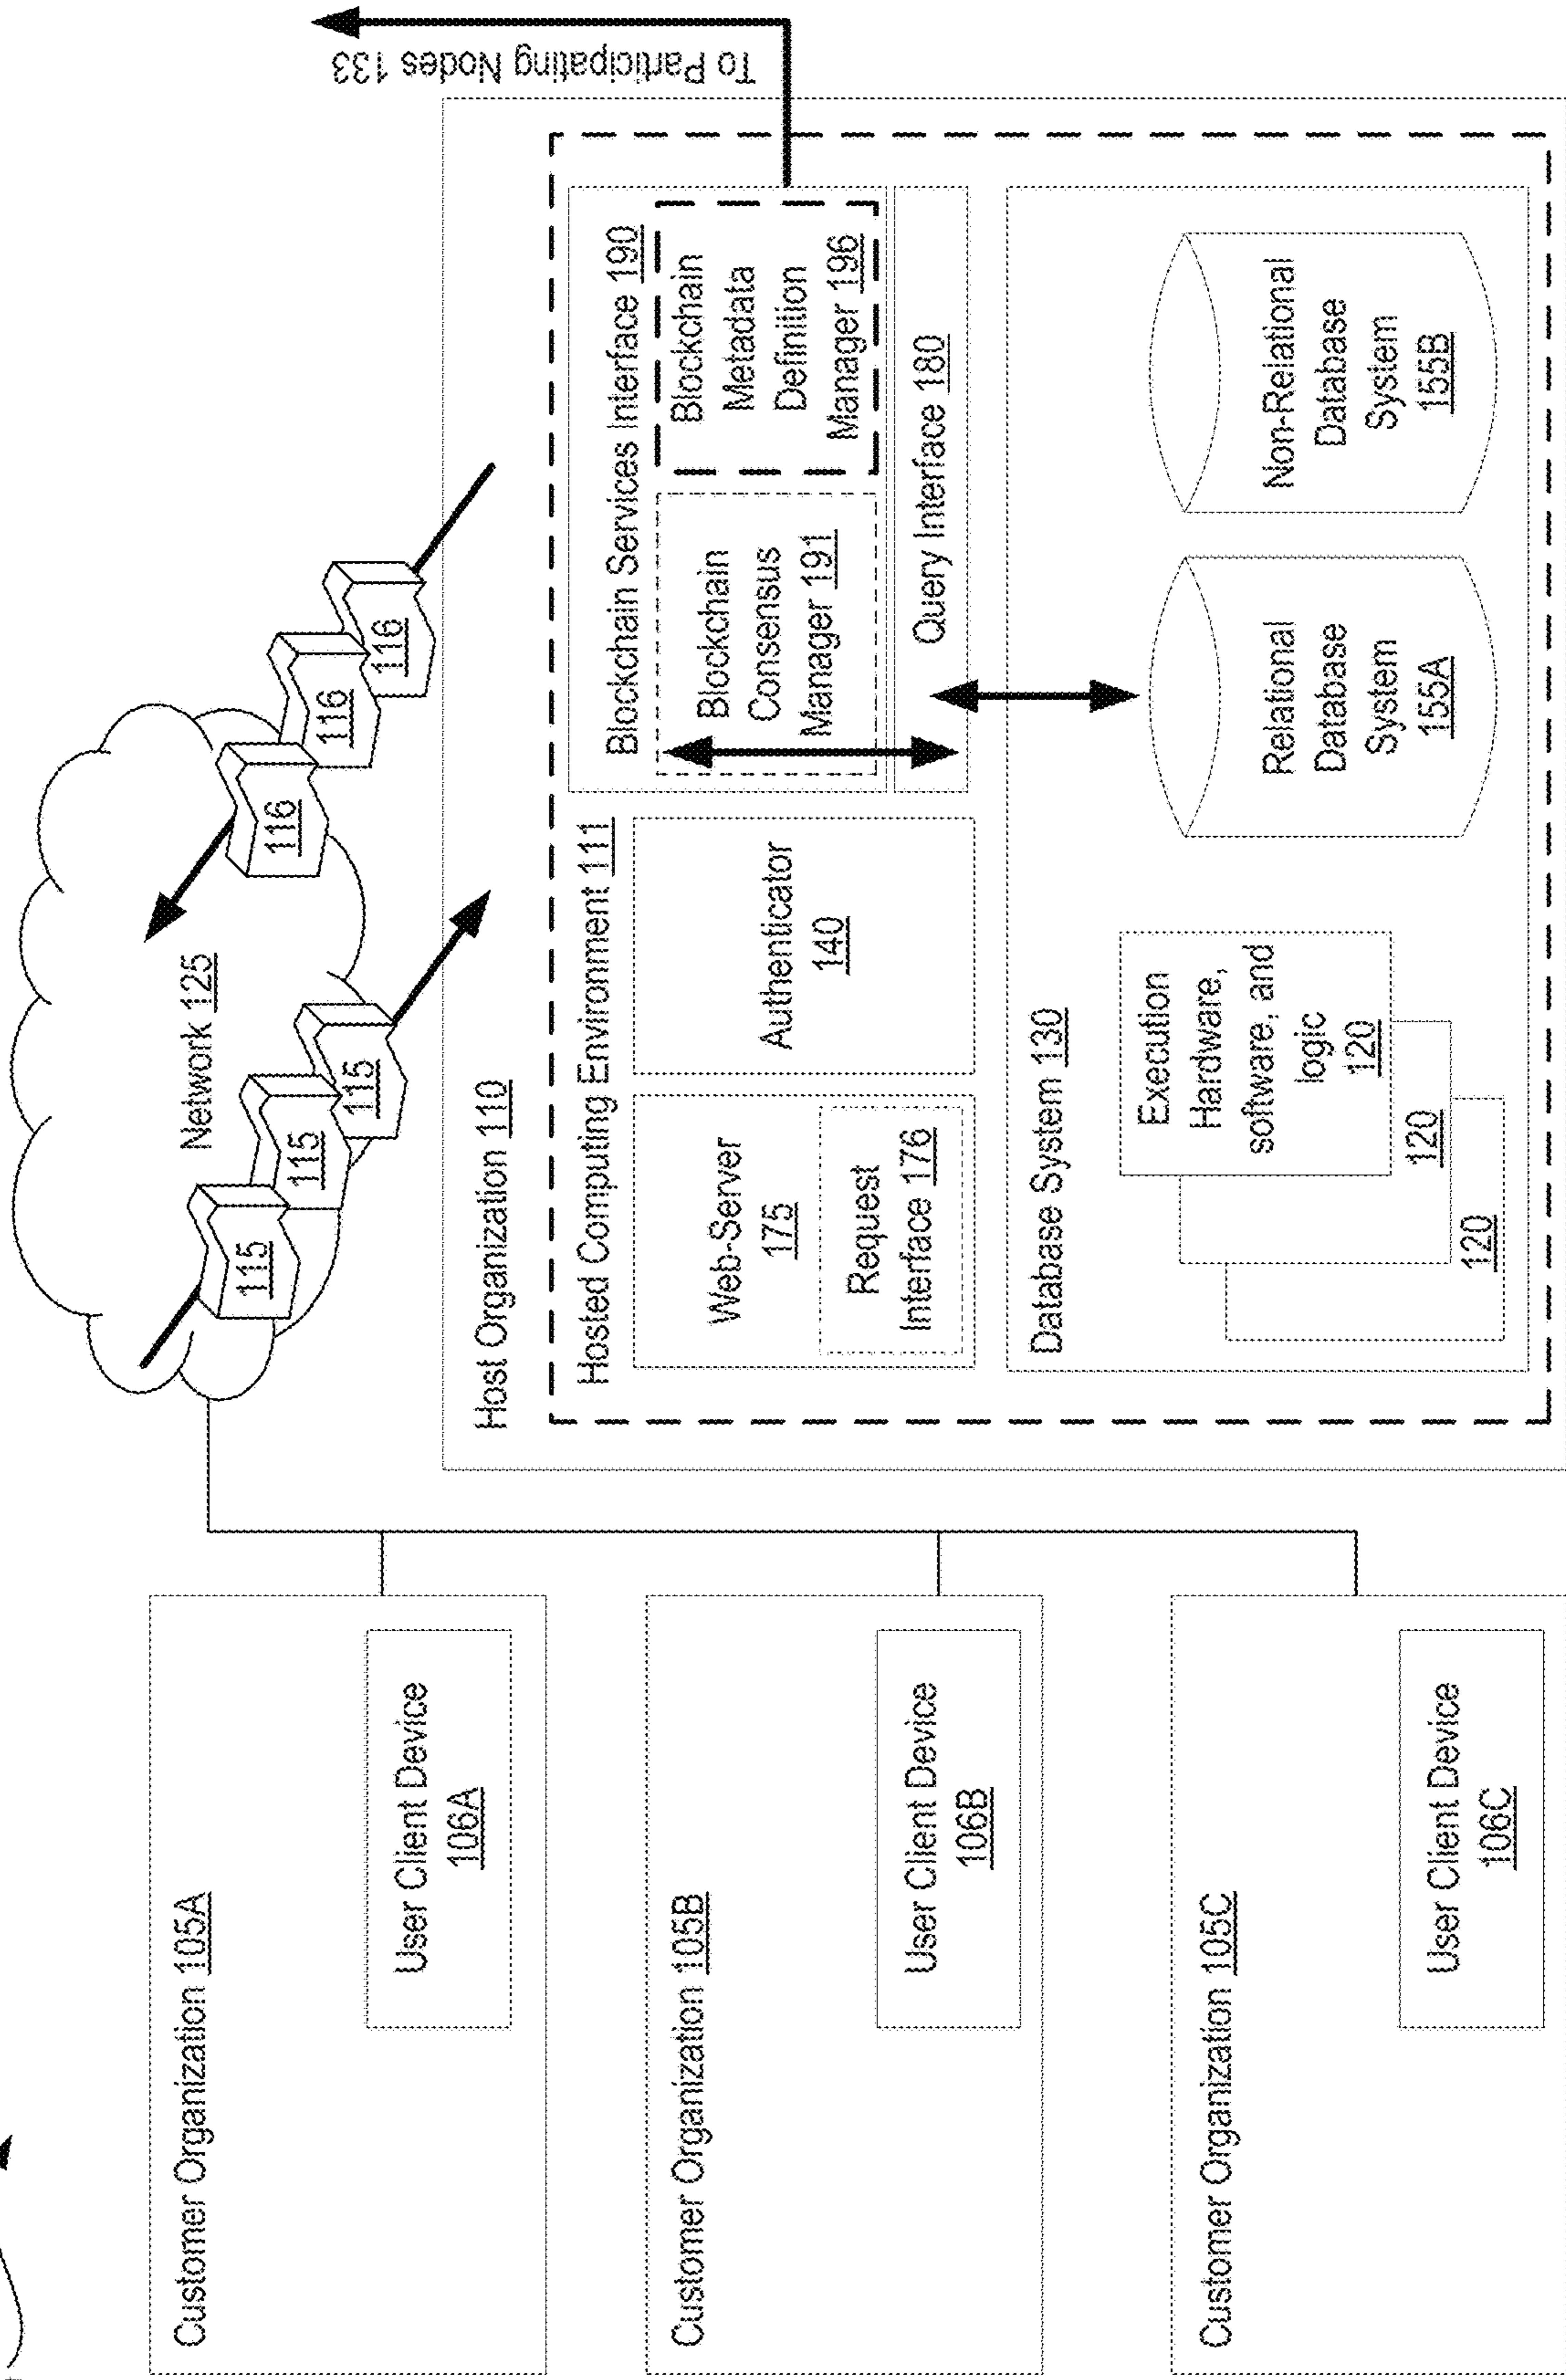 Customer Organization 105A
User Client Device
106A
Customer Organization 105B
User Client Device
106B
Customer Organization 105C
User Client Device
106C
Network 125
115
115
115
116
116
116
To Participating Nodes 133
Host Organization 110
Hosted Computing Environment 111
Web-Server
175
Request
Interface 176
Authenticator
140
Blockchain Services Interface 190
Blockchain
Consensus
Manager 191
Blockchain
Metadata
Definition
Manager 196
Query Interface 180
Database System 130
Execution
Hardware,
software, and
logic
120
120
120
Relational
Database
System
155A
Non-Relational
Database
System
155B